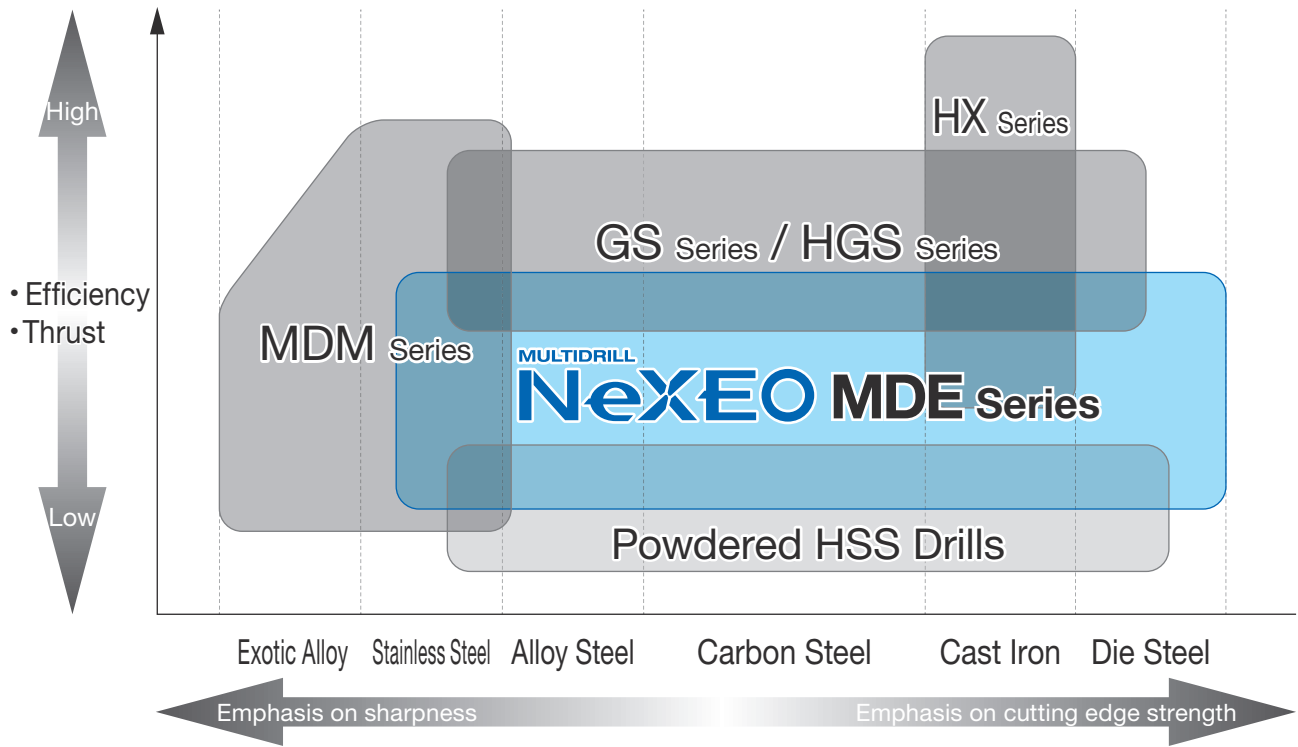 High
HX Series
GS Series / HGS Series
• Efficiency
• Thrust
MDM Series
MULTIDRILL
NeXEO MDE Series
Low
Powdered HSS Drills
Exotic Alloy Stainless Steel Alloy Steel Carbon Steel Cast Iron Die Steel
Emphasis on sharpness Emphasis on cutting edge strength